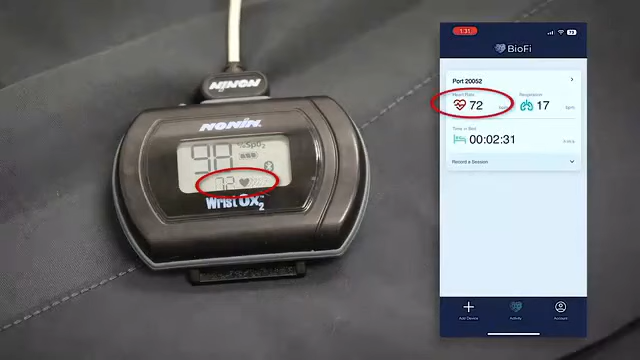 NONIN
NONIN.
98 %SpO2
72
WristOx2
1:31
73
BioFi
Port 20052
Heart Rate
72
Respiration
17
Time in Bed
00:02:31
Record a Session
Add Device
Activity
Account